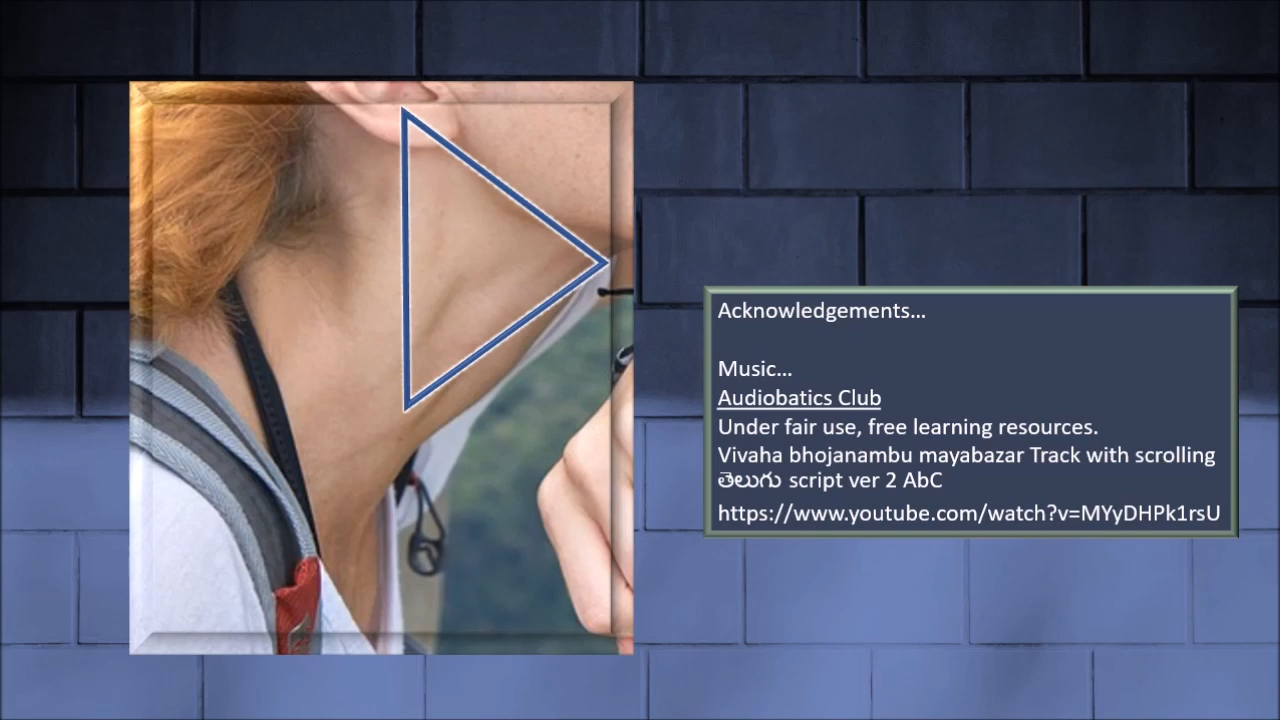 Acknowledgements...
Music...
Audiobatics Club
Under fair use, free learning resources.
Vivaha bhojanambu mayabazar Track with scrolling
తెలుగు script ver 2 AbC
https://www.youtube.com/watch?v=MYyDHPk1rsU